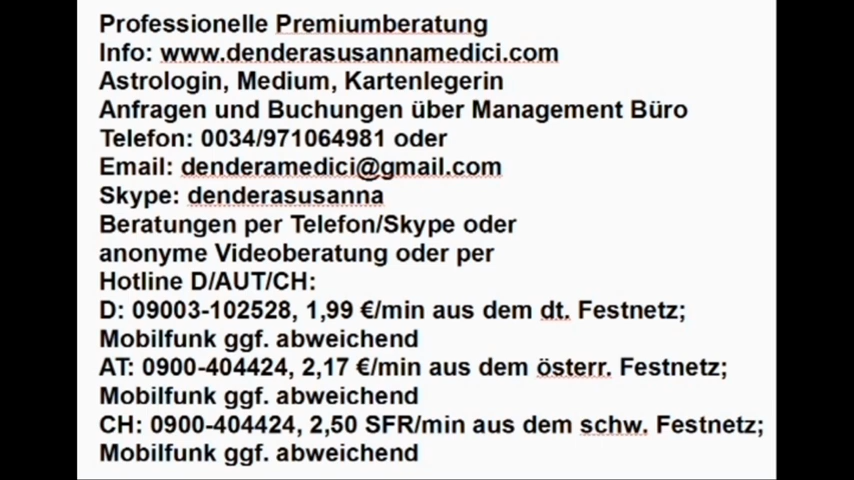 Professionelle Premiumberatung
Info: www.denderasusannamedici.com
Astrologin, Medium, Kartenlegerin
Anfragen und Buchungen über Management Büro
Telefon: 0034/971064981 oder
Email: denderamedici@gmail.com
Skype: denderasusanna
Beratungen per Telefon/Skype oder
anonyme Videoberatung oder per
Hotline D/AUT/CH:
D: 09003-102528, 1,99 €/min aus dem dt. Festnetz;
Mobilfunk ggf. abweichend
AT: 0900-404424, 2,17 €/min aus dem österr. Festnetz;
Mobilfunk ggf. abweichend
CH: 0900-404424, 2,50 SFR/min aus dem schw. Festnetz;
Mobilfunk ggf. abweichend